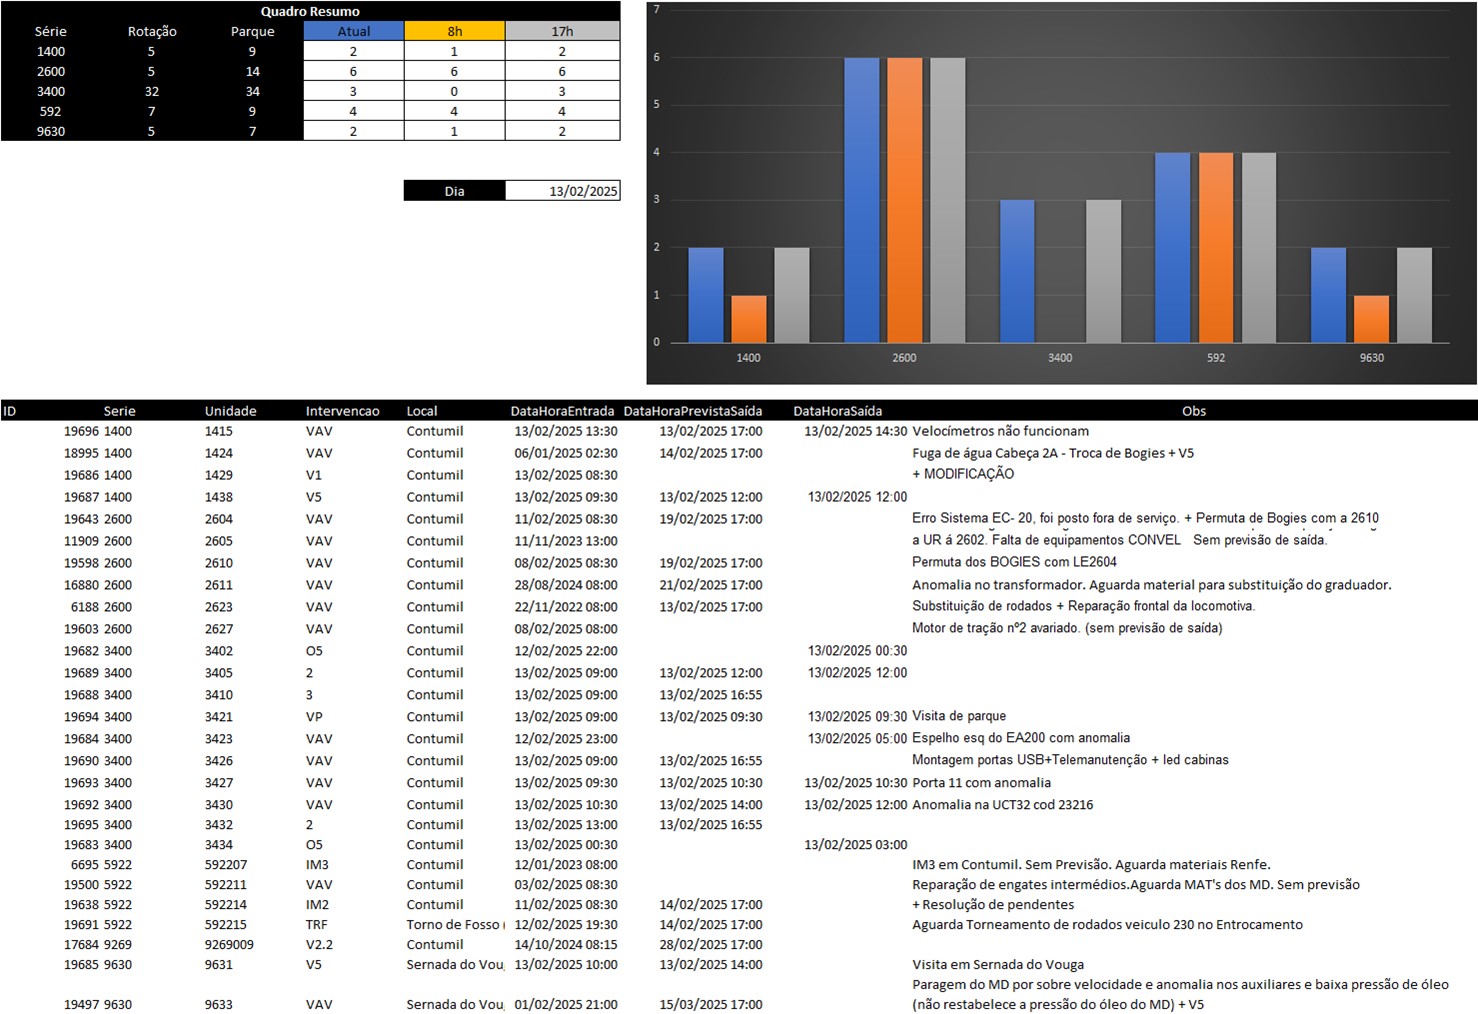 Quadro Resumo
Série Rotação Parque Atual 8h 17h
1400 5 9 2 1 2
2600 5 14 6 6 6
3400 32 34 3 0 3
592 7 9 4 4 4
9630 5 7 2 1 2
Dia 13/02/2025
7
6
5
4
3
2
1
0
1400 2600 3400 592 9630
ID Serie Unidade Intervencao Local DataHoraEntrada DataHoraPrevistaSaída DataHoraSaída Obs
19696 1400 1415 VAV Contumil 13/02/2025 13:30 13/02/2025 17:00 13/02/2025 14:30 Velocímetros não funcionam
18995 1400 1424 VAV Contumil 06/01/2025 02:30 14/02/2025 17:00 Fuga de água Cabeça 2A - Troca de Bogies + V5
19686 1400 1429 V1 Contumil 13/02/2025 08:30 + MODIFICAÇÃO
19687 1400 1438 V5 Contumil 13/02/2025 09:30 13/02/2025 12:00 13/02/2025 12:00
19643 2600 2604 VAV Contumil 11/02/2025 08:30 19/02/2025 17:00 Erro Sistema EC- 20, foi posto fora de serviço. + Permuta de Bogies com a 2610
11909 2600 2605 VAV Contumil 11/11/2023 13:00 a UR á 2602. Falta de equipamentos CONVEL Sem previsão de saída.
19598 2600 2610 VAV Contumil 08/02/2025 08:30 19/02/2025 17:00 Permuta dos BOGIES com LE2604
16880 2600 2611 VAV Contumil 28/08/2024 08:00 21/02/2025 17:00 Anomalia no transformador. Aguarda material para substituição do graduador.
6188 2600 2623 VAV Contumil 22/11/2022 08:00 13/02/2025 17:00 Substituição de rodados + Reparação frontal da locomotiva.
19603 2600 2627 VAV Contumil 08/02/2025 08:00 Motor de tração nº2 avariado. (sem previsão de saída)
19682 3400 3402 O5 Contumil 12/02/2025 22:00 13/02/2025 00:30
19689 3400 3405 2 Contumil 13/02/2025 09:00 13/02/2025 12:00 13/02/2025 12:00
19688 3400 3410 3 Contumil 13/02/2025 09:00 13/02/2025 16:55
19694 3400 3421 VP Contumil 13/02/2025 09:00 13/02/2025 09:30 13/02/2025 09:30 Visita de parque
19684 3400 3423 VAV Contumil 12/02/2025 23:00 13/02/2025 05:00 Espelho esq do EA200 com anomalia
19690 3400 3426 VAV Contumil 13/02/2025 09:00 13/02/2025 16:55 Montagem portas USB+Telemanutenção + led cabinas
19693 3400 3427 VAV Contumil 13/02/2025 09:30 13/02/2025 10:30 13/02/2025 10:30 Porta 11 com anomalia
19692 3400 3430 VAV Contumil 13/02/2025 10:30 13/02/2025 14:00 13/02/2025 12:00 Anomalia na UCT32 cod 23216
19695 3400 3432 2 Contumil 13/02/2025 13:00 13/02/2025 16:55
19683 3400 3434 O5 Contumil 13/02/2025 00:30 13/02/2025 03:00
6695 5922 592207 IM3 Contumil 12/01/2023 08:00 IM3 em Contumil. Sem Previsão. Aguarda materiais Renfe.
19500 5922 592211 VAV Contumil 03/02/2025 08:30 Reparação de engates intermédios.Aguarda MAT's dos MD. Sem previsão
19638 5922 592214 IM2 Contumil 11/02/2025 08:30 14/02/2025 17:00 + Resolução de pendentes
19691 5922 592215 TRF Torno de Fosso ( 12/02/2025 19:30 14/02/2025 17:00 Aguarda Torneamento de rodados veiculo 230 no Entrocamento
17684 9269 9269009 V2.2 Contumil 14/10/2024 08:15 28/02/2025 17:00
19685 9630 9631 V5 Sernada do Vou 13/02/2025 10:00 13/02/2025 14:00 Visita em Sernada do Vouga
Paragem do MD por sobre velocidade e anomalia nos auxiliares e baixa pressão de óleo
19497 9630 9633 VAV Sernada do Vou 01/02/2025 21:00 15/03/2025 17:00 (não restabelece a pressão do óleo do MD) + V5